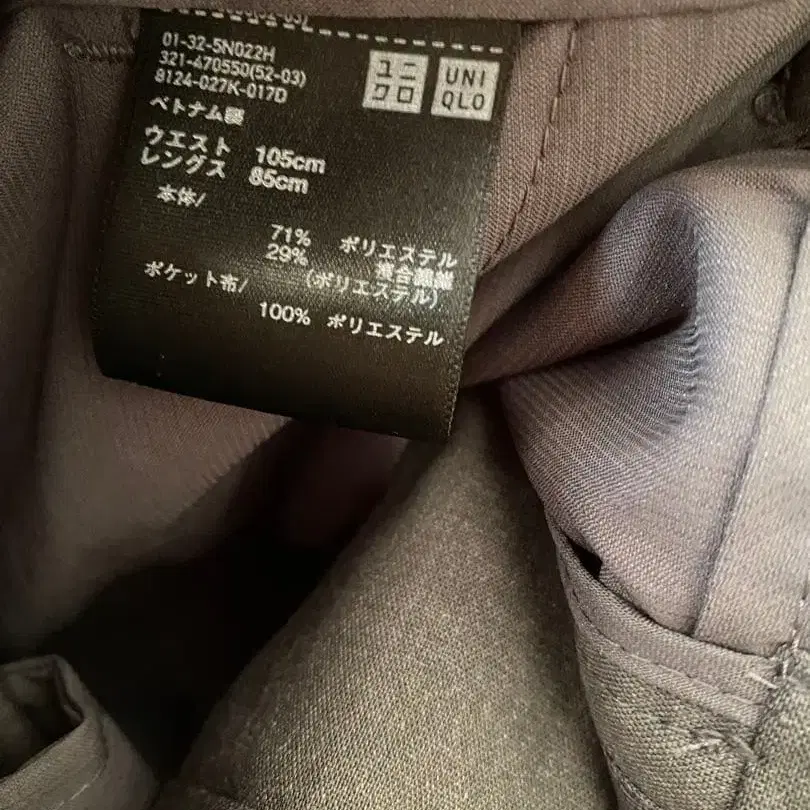 01-32-5N022H
321-470550(52-03)
8124-027K-017D
ユニ
クロ
UNI
QLO
ベトナム製
ウエスト 105cm
レングス 85cm
本体/
71% ポリエステル
29% 複合繊維
(ポリエステル)
ポケット布/
100% ポリエステル